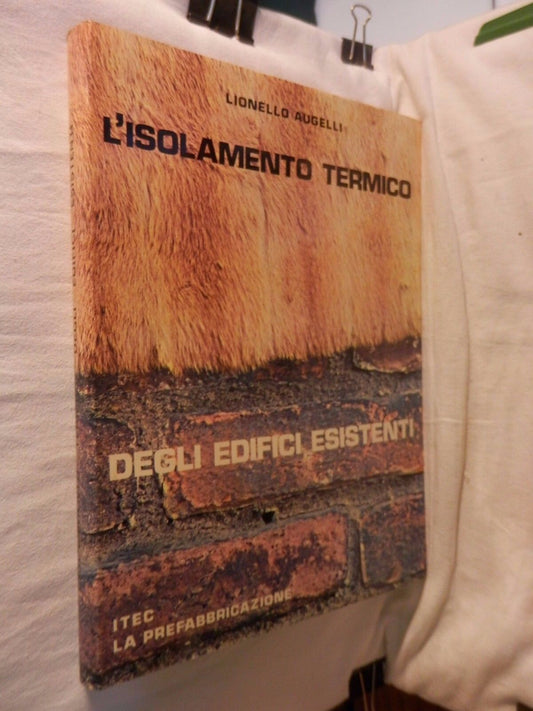 LIONELLO AUGELLI
L'ISOLAMENTO TERMICO
DEGLI EDIFICI ESISTENTI
ITEC
LA PREFABBRICAZIONE